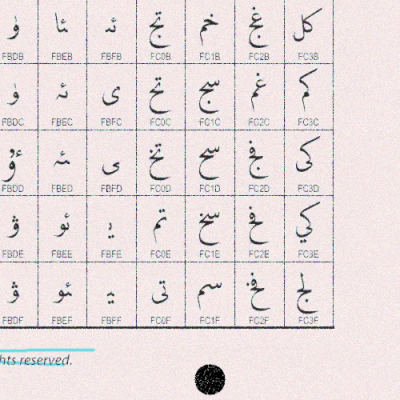 ۈ ئا ئى تج خم غج كل
FBDB FBEB FBFB FC0B FC1B FC2B FC3B
ۈ ئە ی تح سج غم كم
FBDC FBEC FBFC FC0C FC1C FC2C FC3C
ۇٴ ئە ی تخ سح فج كى
FBDD FBED FBFD FC0D FC1D FC2D FC3D
ۋ ئو ی تم سخ فح كي
FBDE FBEE FBFE FC0E FC1E FC2E FC3E
ۋ ئو ی تى سم فخ لج
FBDF FBEF FBFF FC0F FC1F FC2F FC3F
hts reserved.